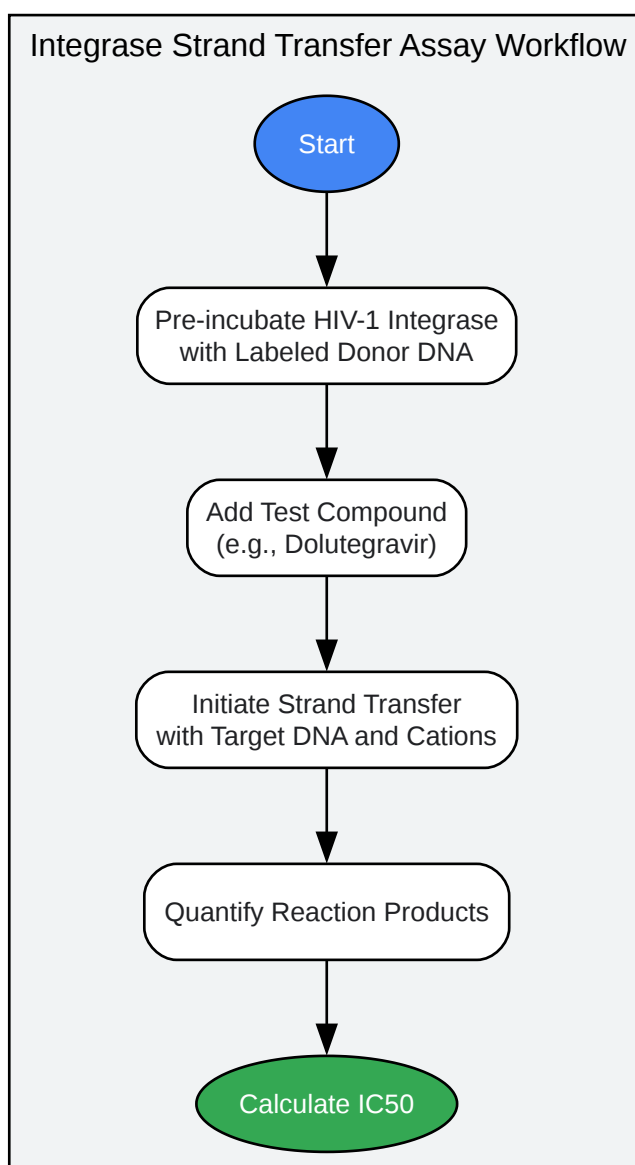 Integrase Strand Transfer Assay Workflow
Start
Pre-incubate HIV-1 Integrase
with Labeled Donor DNA
Add Test Compound
(e.g., Dolutegravir)
Initiate Strand Transfer
with Target DNA and Cations
Quantify Reaction Products
Calculate IC50